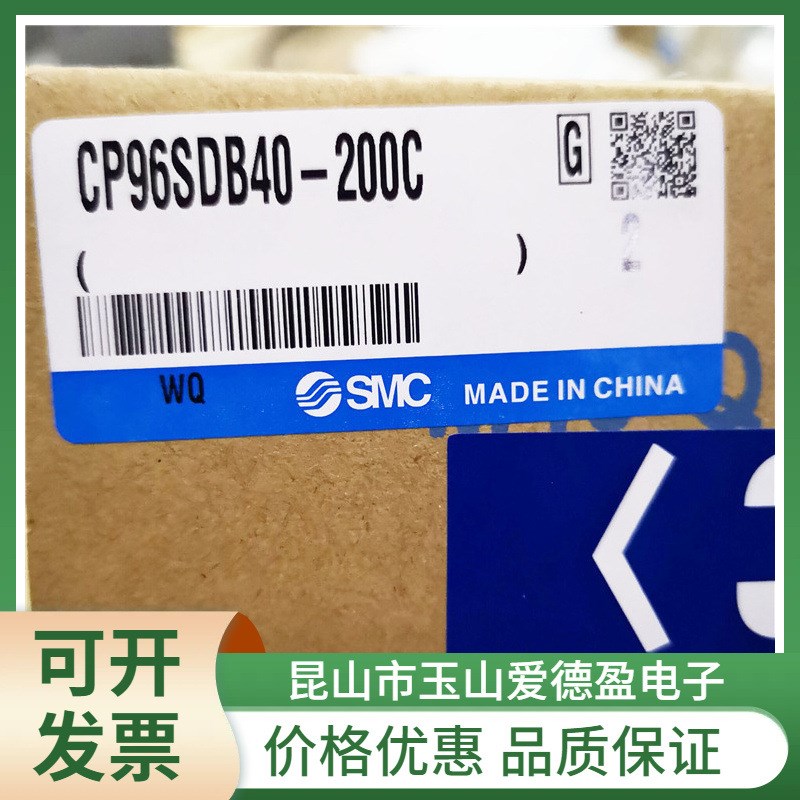 CP96SDB40-200C
G
(
)
2
WQ
SMC MADE IN CHINA
可开
发票
昆山市玉山爱德盈电子
价格优惠 品质保证